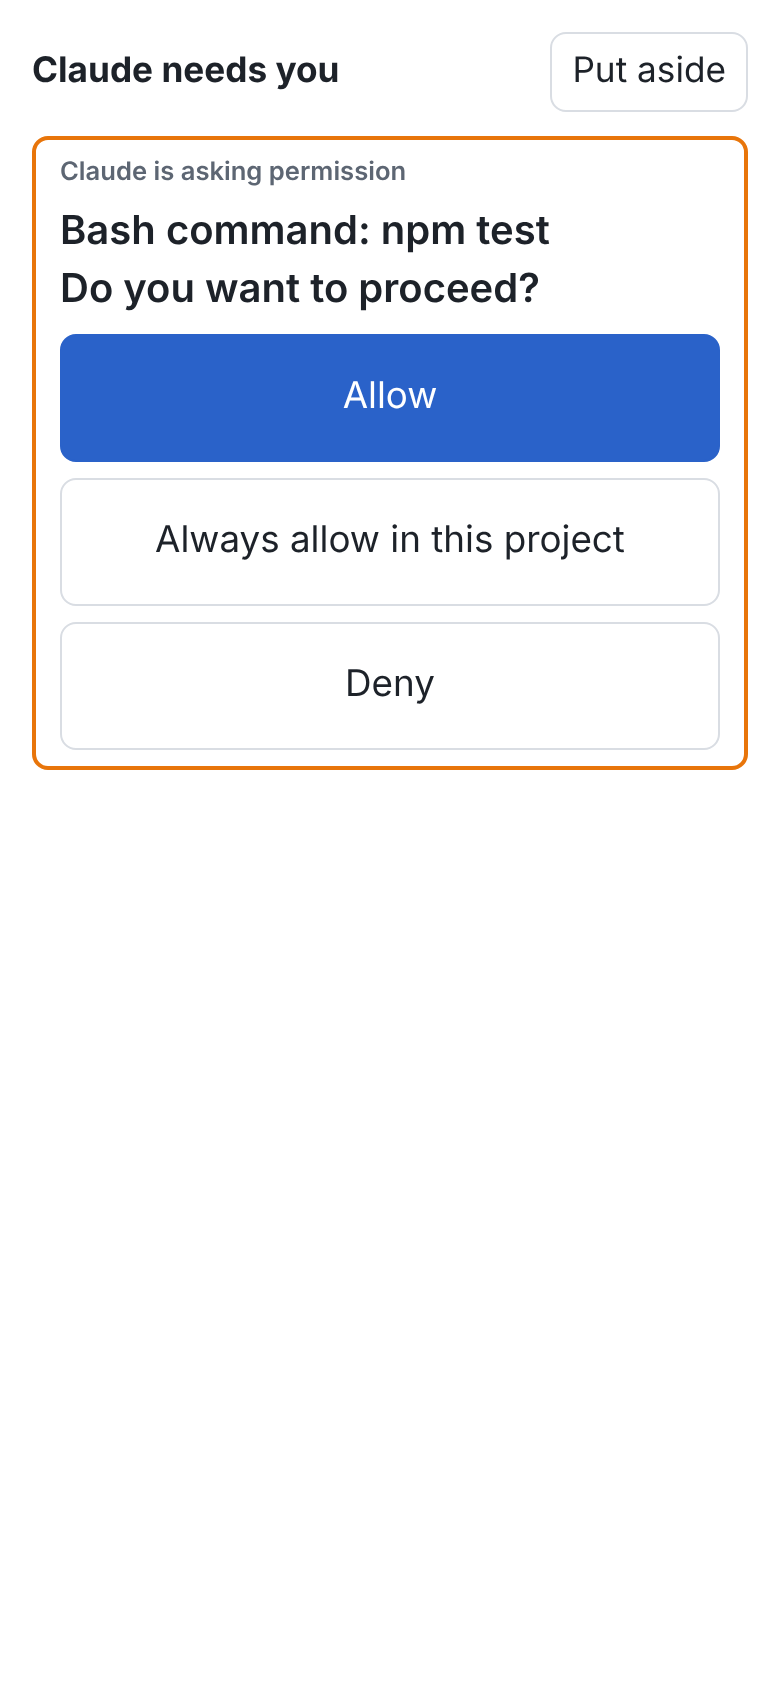 Claude needs you
Put aside
Claude is asking permission
Bash command: npm test
Do you want to proceed?
Allow
Always allow in this project
Deny